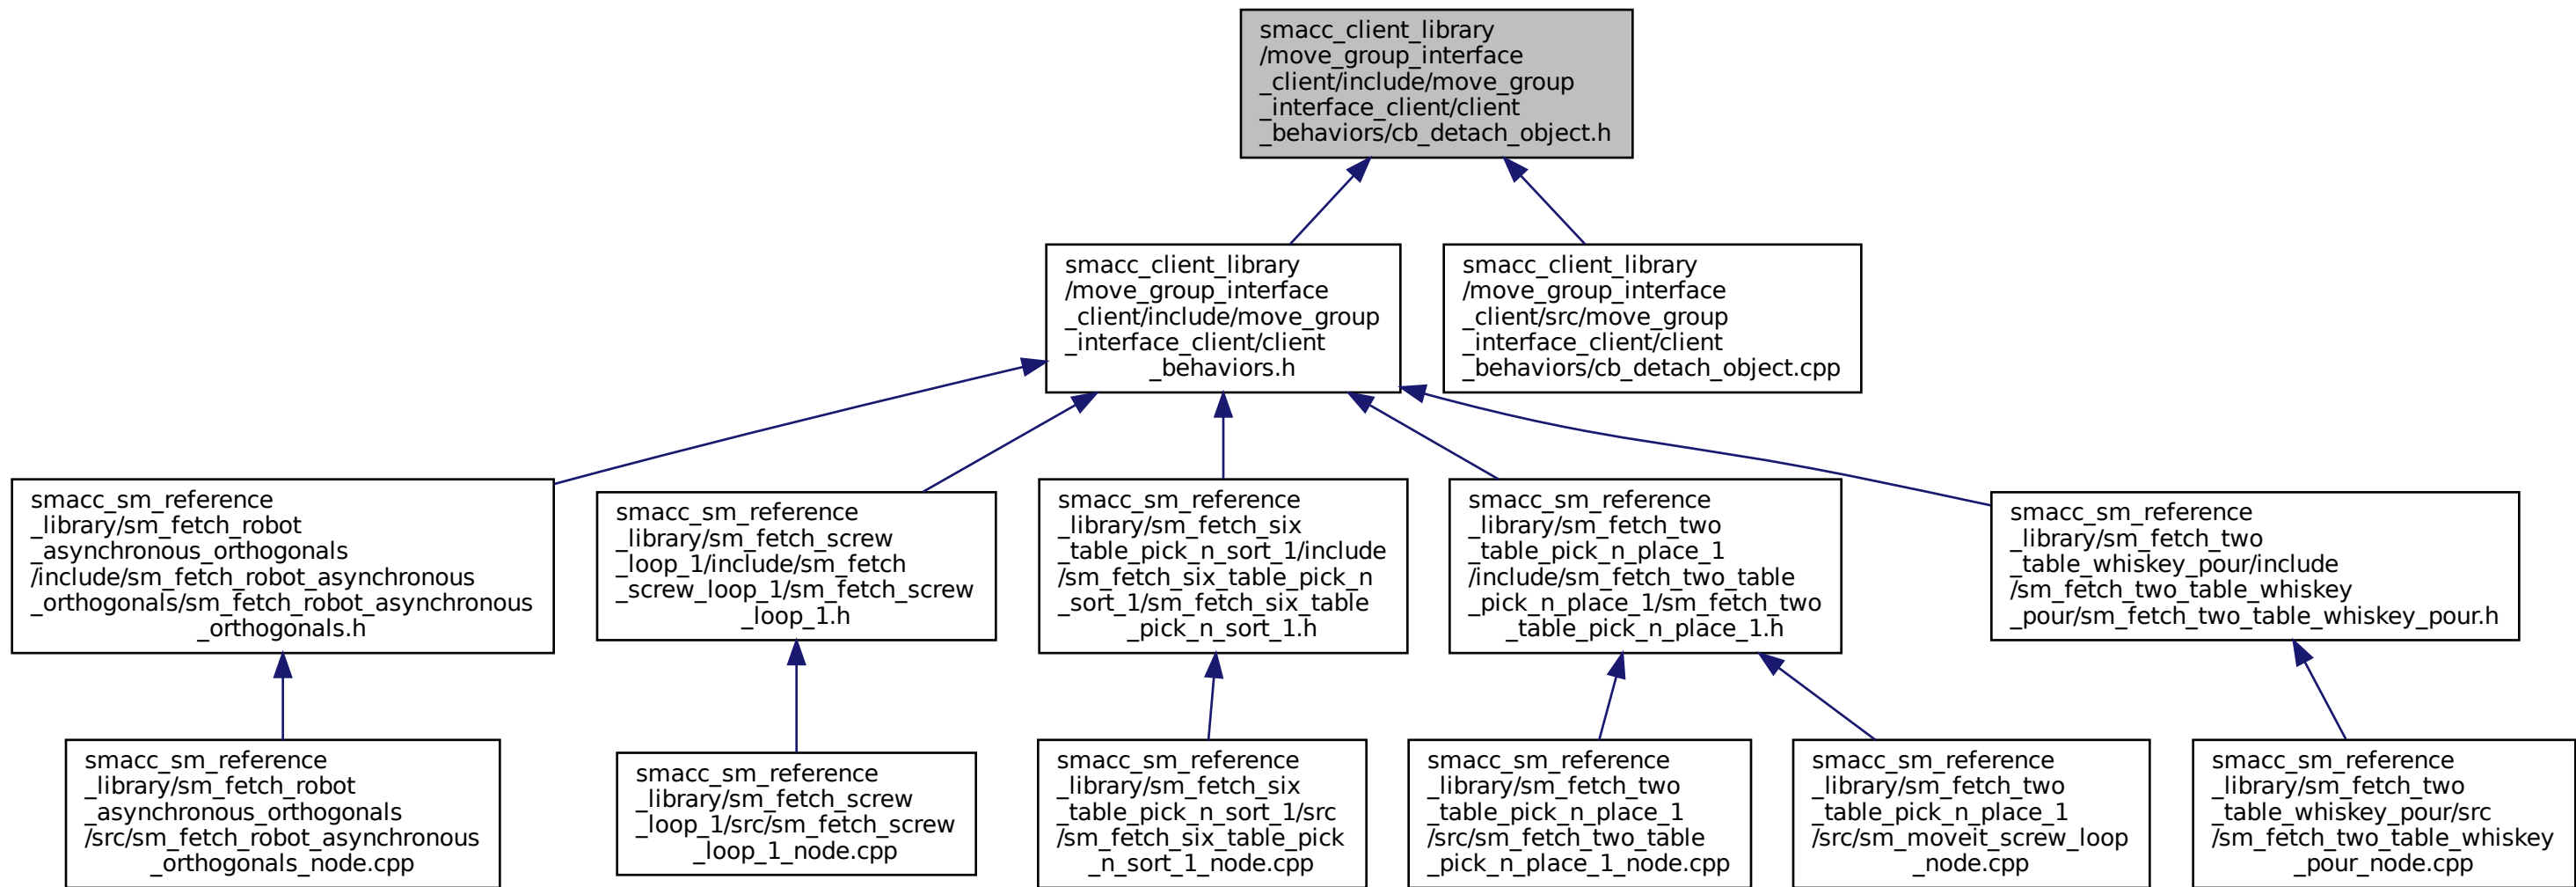 smacc_client_library
/move_group_interface
_client/include/move_group
_interface_client/client
_behaviors/cb_detach_object.h
smacc_client_library
/move_group_interface
_client/include/move_group
_interface_client/client
_behaviors.h
smacc_client_library
/move_group_interface
_client/src/move_group
_interface_client/client
_behaviors/cb_detach_object.cpp
smacc_sm_reference
_library/sm_fetch_robot
_asynchronous_orthogonals
/include/sm_fetch_robot_asynchronous
_orthogonals/sm_fetch_robot_asynchronous
_orthogonals.h
smacc_sm_reference
_library/sm_fetch_screw
_loop_1/include/sm_fetch
_screw_loop_1/sm_fetch_screw
_loop_1.h
smacc_sm_reference
_library/sm_fetch_six
_table_pick_n_sort_1/include
/sm_fetch_six_table_pick_n
_sort_1/sm_fetch_six_table
_pick_n_sort_1.h
smacc_sm_reference
_library/sm_fetch_two
_table_pick_n_place_1
/include/sm_fetch_two_table
_pick_n_place_1/sm_fetch_two
_table_pick_n_place_1.h
smacc_sm_reference
_library/sm_fetch_two
_table_whiskey_pour/include
/sm_fetch_two_table_whiskey
_pour/sm_fetch_two_table_whiskey_pour.h
smacc_sm_reference
_library/sm_fetch_robot
_asynchronous_orthogonals
/src/sm_fetch_robot_asynchronous
_orthogonals_node.cpp
smacc_sm_reference
_library/sm_fetch_screw
_loop_1/src/sm_fetch_screw
_loop_1_node.cpp
smacc_sm_reference
_library/sm_fetch_six
_table_pick_n_sort_1/src
/sm_fetch_six_table_pick
_n_sort_1_node.cpp
smacc_sm_reference
_library/sm_fetch_two
_table_pick_n_place_1
/src/sm_fetch_two_table
_pick_n_place_1_node.cpp
smacc_sm_reference
_library/sm_fetch_two
_table_pick_n_place_1
/src/sm_moveit_screw_loop
_node.cpp
smacc_sm_reference
_library/sm_fetch_two
_table_whiskey_pour/src
/sm_fetch_two_table_whiskey
_pour_node.cpp